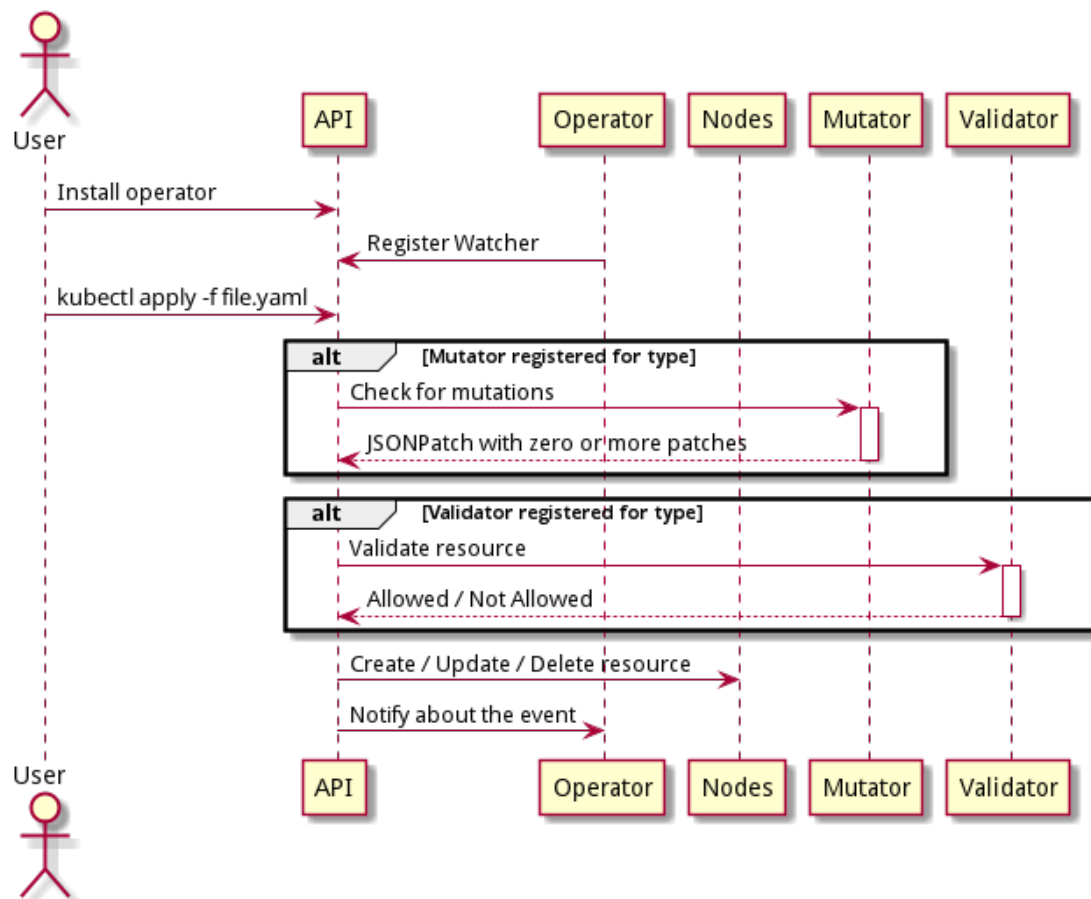 User
API
Operator
Nodes
Mutator
Validator
Install operator
Register Watcher
kubectl apply -f file.yaml
alt [Mutator registered for type]
Check for mutations
JSONPatch with zero or more patches
alt [Validator registered for type]
Validate resource
Allowed / Not Allowed
Create / Update / Delete resource
Notify about the event
User
API
Operator
Nodes
Mutator
Validator